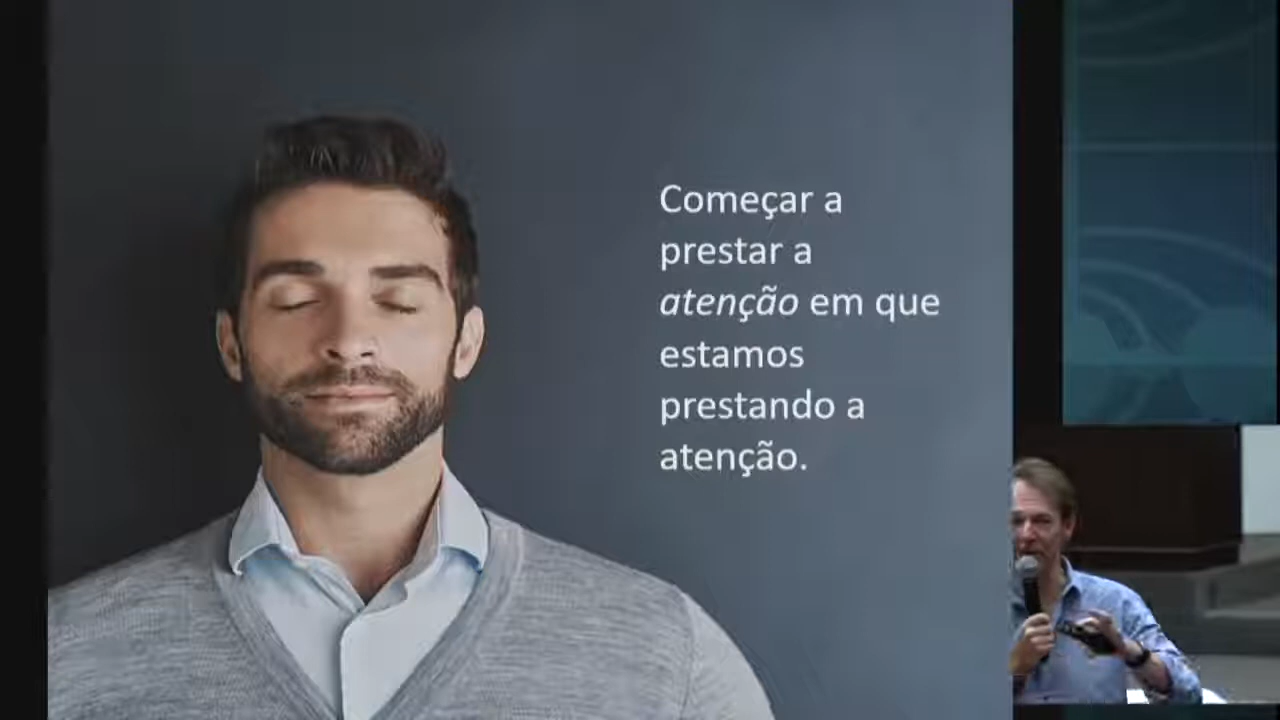 Começar a
prestar a
atenção em que
estamos
prestando a
atenção.